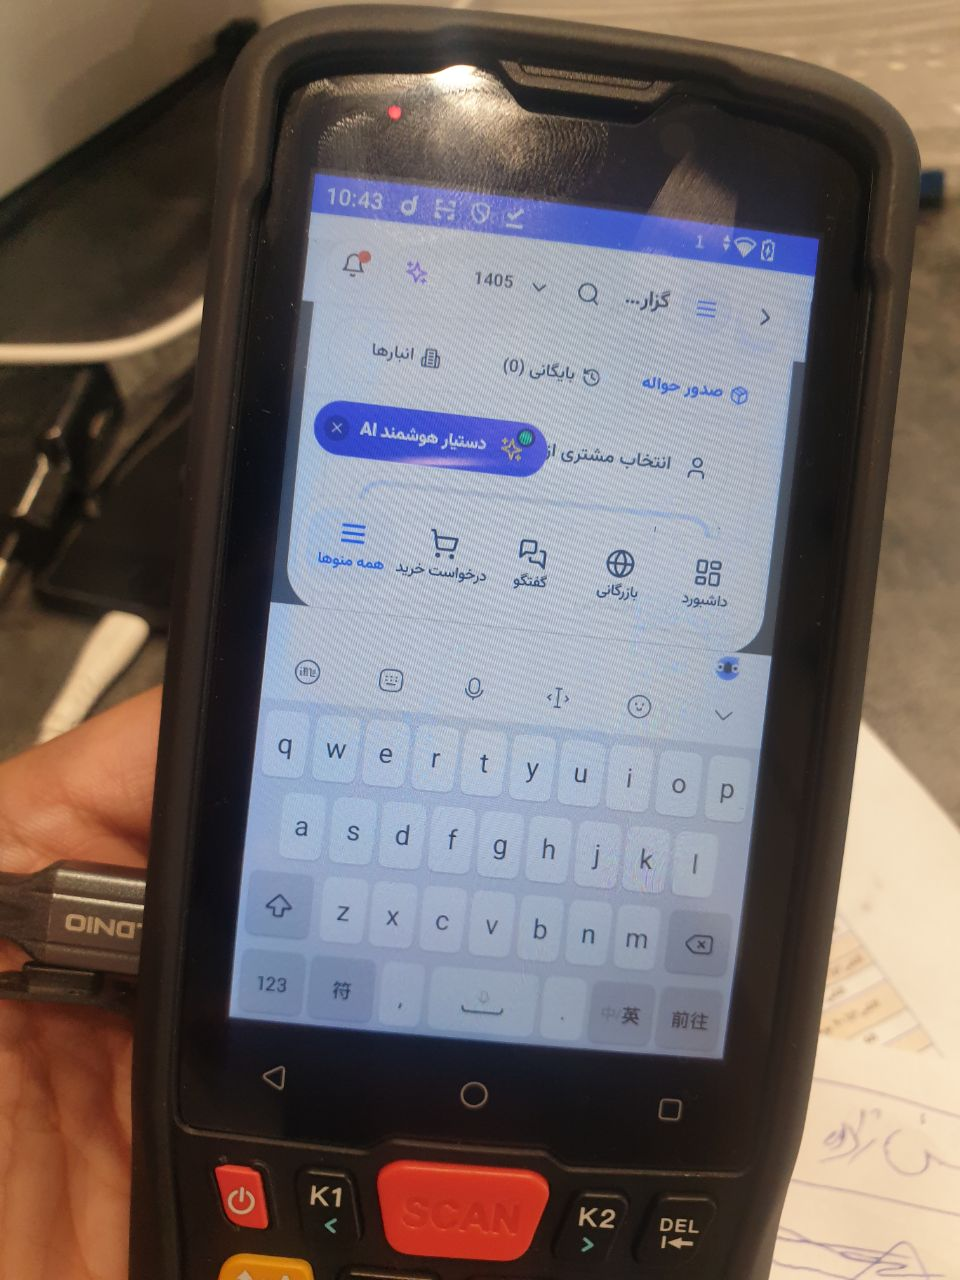 10:43
1
گزار... 1405
صدور حواله بایگانی (0) انبارها
انتخاب مشتری از
دستیار هوشمند AI
داشبورد بازرگانی گفتگو درخواست خرید همه منوها
q w e r t y u i o p
a s d f g h j k l
z x c v b n m
123 符 , . 中/英 前往
K1 SCAN K2 DEL